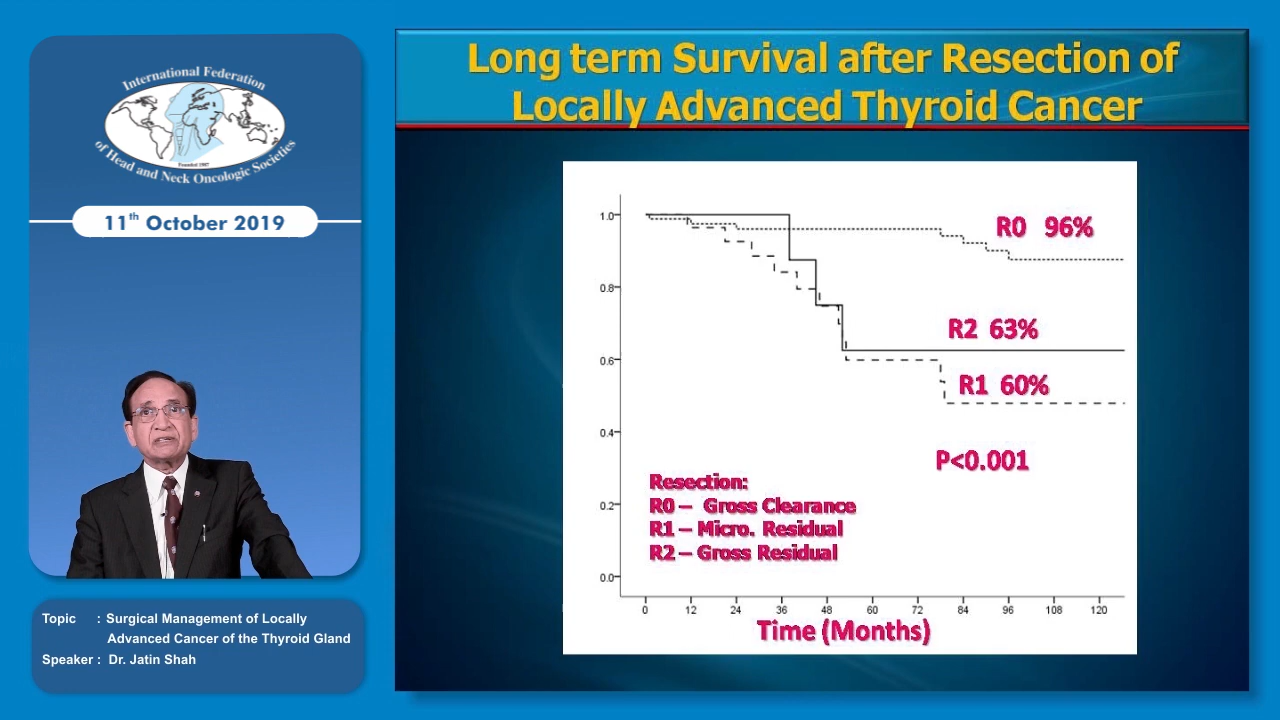 International Federation
of Head and Neck Oncologic Societies
Founded 1987
11th October 2019
Topic : Surgical Management of Locally
Advanced Cancer of the Thyroid Gland
Speaker : Dr. Jatin Shah
Long term Survival after Resection of
Locally Advanced Thyroid Cancer
1.0
0.8
0.6
0.4
0.2
0.0
R0 96%
R2 63%
R1 60%
P<0.001
Resection:
R0 – Gross Clearance
R1 – Micro. Residual
R2 – Gross Residual
0 12 24 36 48 60 72 84 96 108 120
Time (Months)